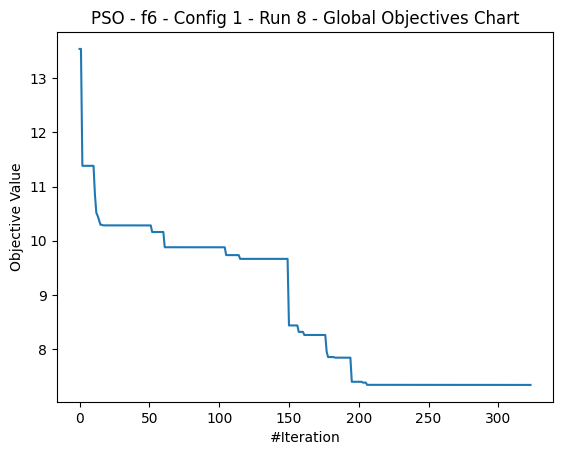 PSO - f6 - Config 1 - Run 8 - Global Objectives Chart
13
12
11
10
9
8
Objective Value
0 50 100 150 200 250 300
#Iteration